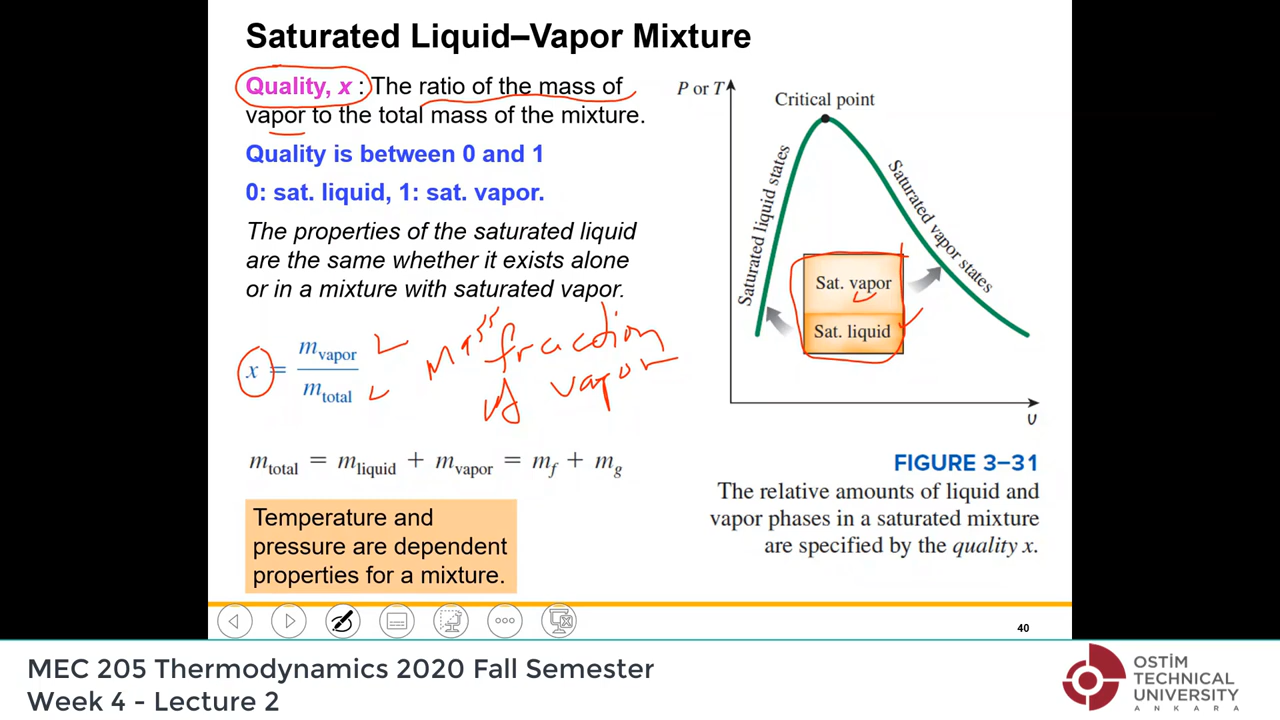 Saturated Liquid–Vapor Mixture
Quality, x : The ratio of the mass of
vapor to the total mass of the mixture.
Quality is between 0 and 1
0: sat. liquid, 1: sat. vapor.
The properties of the saturated liquid
are the same whether it exists alone
or in a mixture with saturated vapor.
x = m_vapor / m_total
mass fraction
of vapor
m_total = m_liquid + m_vapor = m_f + m_g
Temperature and
pressure are dependent
properties for a mixture.
P or T
Critical point
Saturated liquid states
Saturated vapor states
Sat. vapor
Sat. liquid
υ
FIGURE 3–31
The relative amounts of liquid and
vapor phases in a saturated mixture
are specified by the quality x.
40
MEC 205 Thermodynamics 2020 Fall Semester
Week 4 - Lecture 2
OSTİM
TECHNICAL
UNIVERSITY
ANKARA